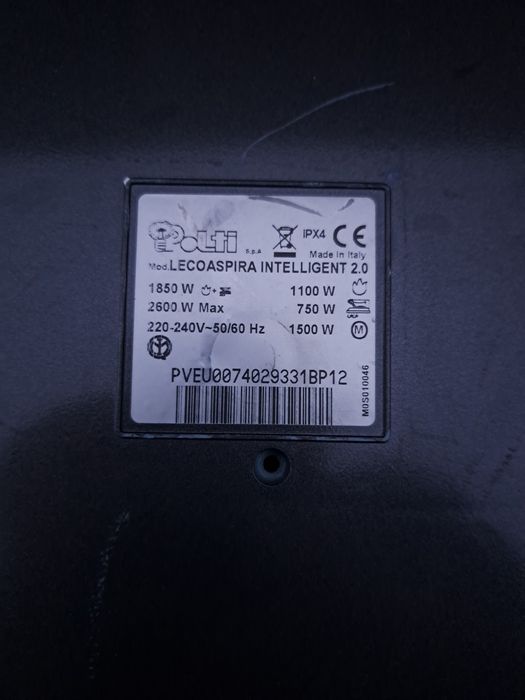 Polti S.p.A
IPX4 CE
Made in Italy
Mod. LECOASPIRA INTELLIGENT 2.0
1850 W + 1100 W
2600 W Max 750 W
220-240V~50/60 Hz 1500 W M
PVEU0074029331BP12
M0S010046